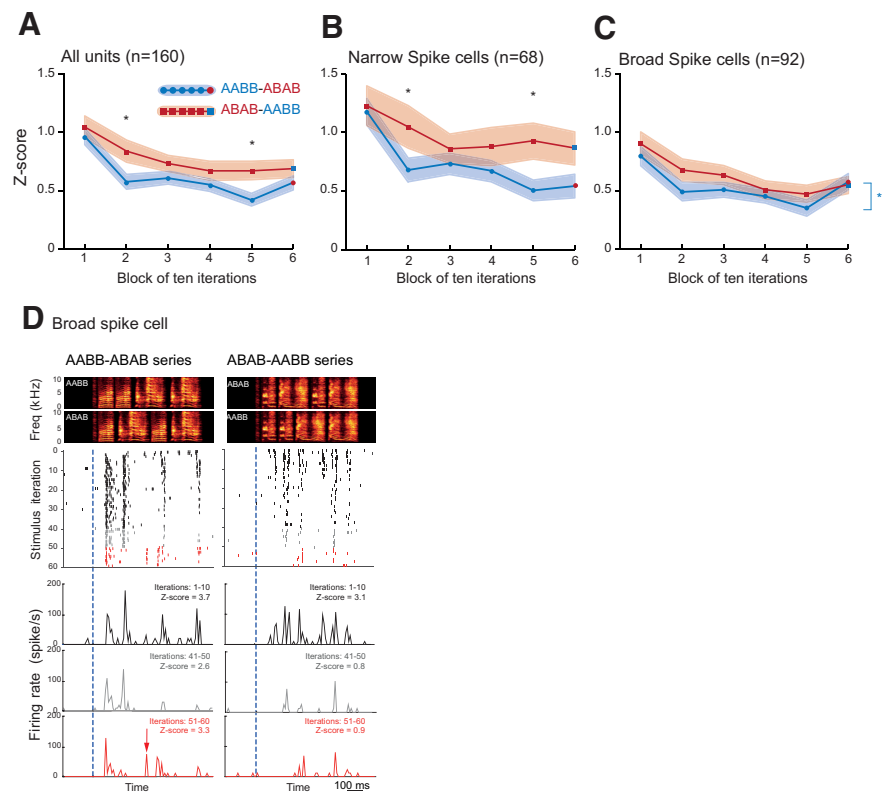 A
All units (n=160)
1.5
1.0
0.5
0
Z-score
AABB-ABAB
ABAB-AABB
*
*
1 2 3 4 5 6
Block of ten iterations
B
Narrow Spike cells (n=68)
1.5
1.0
0.5
0
*
*
1 2 3 4 5 6
Block of ten iterations
C
Broad Spike cells (n=92)
1.5
1.0
0.5
0
*
1 2 3 4 5 6
Block of ten iterations
D Broad spike cell
AABB-ABAB series
ABAB-AABB series
Freq (kHz)
10
5
0
10
5
0
AABB
ABAB
ABAB
AABB
Stimulus iteration
0
10
20
30
40
50
60
Firing rate (spike/s)
200
100
0
Iterations: 1-10
Z-score = 3.7
Iterations: 1-10
Z-score = 3.1
200
100
0
Iterations: 41-50
Z-score = 2.6
Iterations: 41-50
Z-score = 0.8
200
100
0
Iterations: 51-60
Z-score = 3.3
Iterations: 51-60
Z-score = 0.9
Time
Time
100 ms